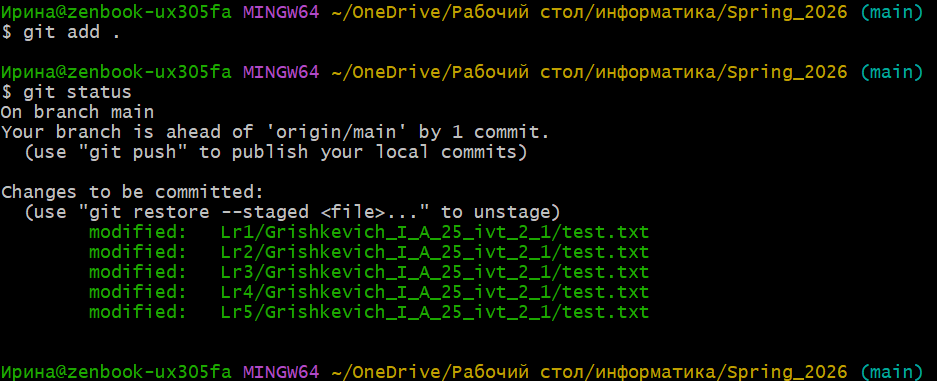 Ирина@zenbook-ux305fa MINGW64 ~/OneDrive/Рабочий стол/информатика/Spring_2026 (main)
$ git add .
Ирина@zenbook-ux305fa MINGW64 ~/OneDrive/Рабочий стол/информатика/Spring_2026 (main)
$ git status
On branch main
Your branch is ahead of 'origin/main' by 1 commit.
  (use "git push" to publish your local commits)
Changes to be committed:
  (use "git restore --staged <file>..." to unstage)
        modified:   Lr1/Grishkevich_I_A_25_ivt_2_1/test.txt
        modified:   Lr2/Grishkevich_I_A_25_ivt_2_1/test.txt
        modified:   Lr3/Grishkevich_I_A_25_ivt_2_1/test.txt
        modified:   Lr4/Grishkevich_I_A_25_ivt_2_1/test.txt
        modified:   Lr5/Grishkevich_I_A_25_ivt_2_1/test.txt
Ирина@zenbook-ux305fa MINGW64 ~/OneDrive/Рабочий стол/информатика/Spring_2026 (main)